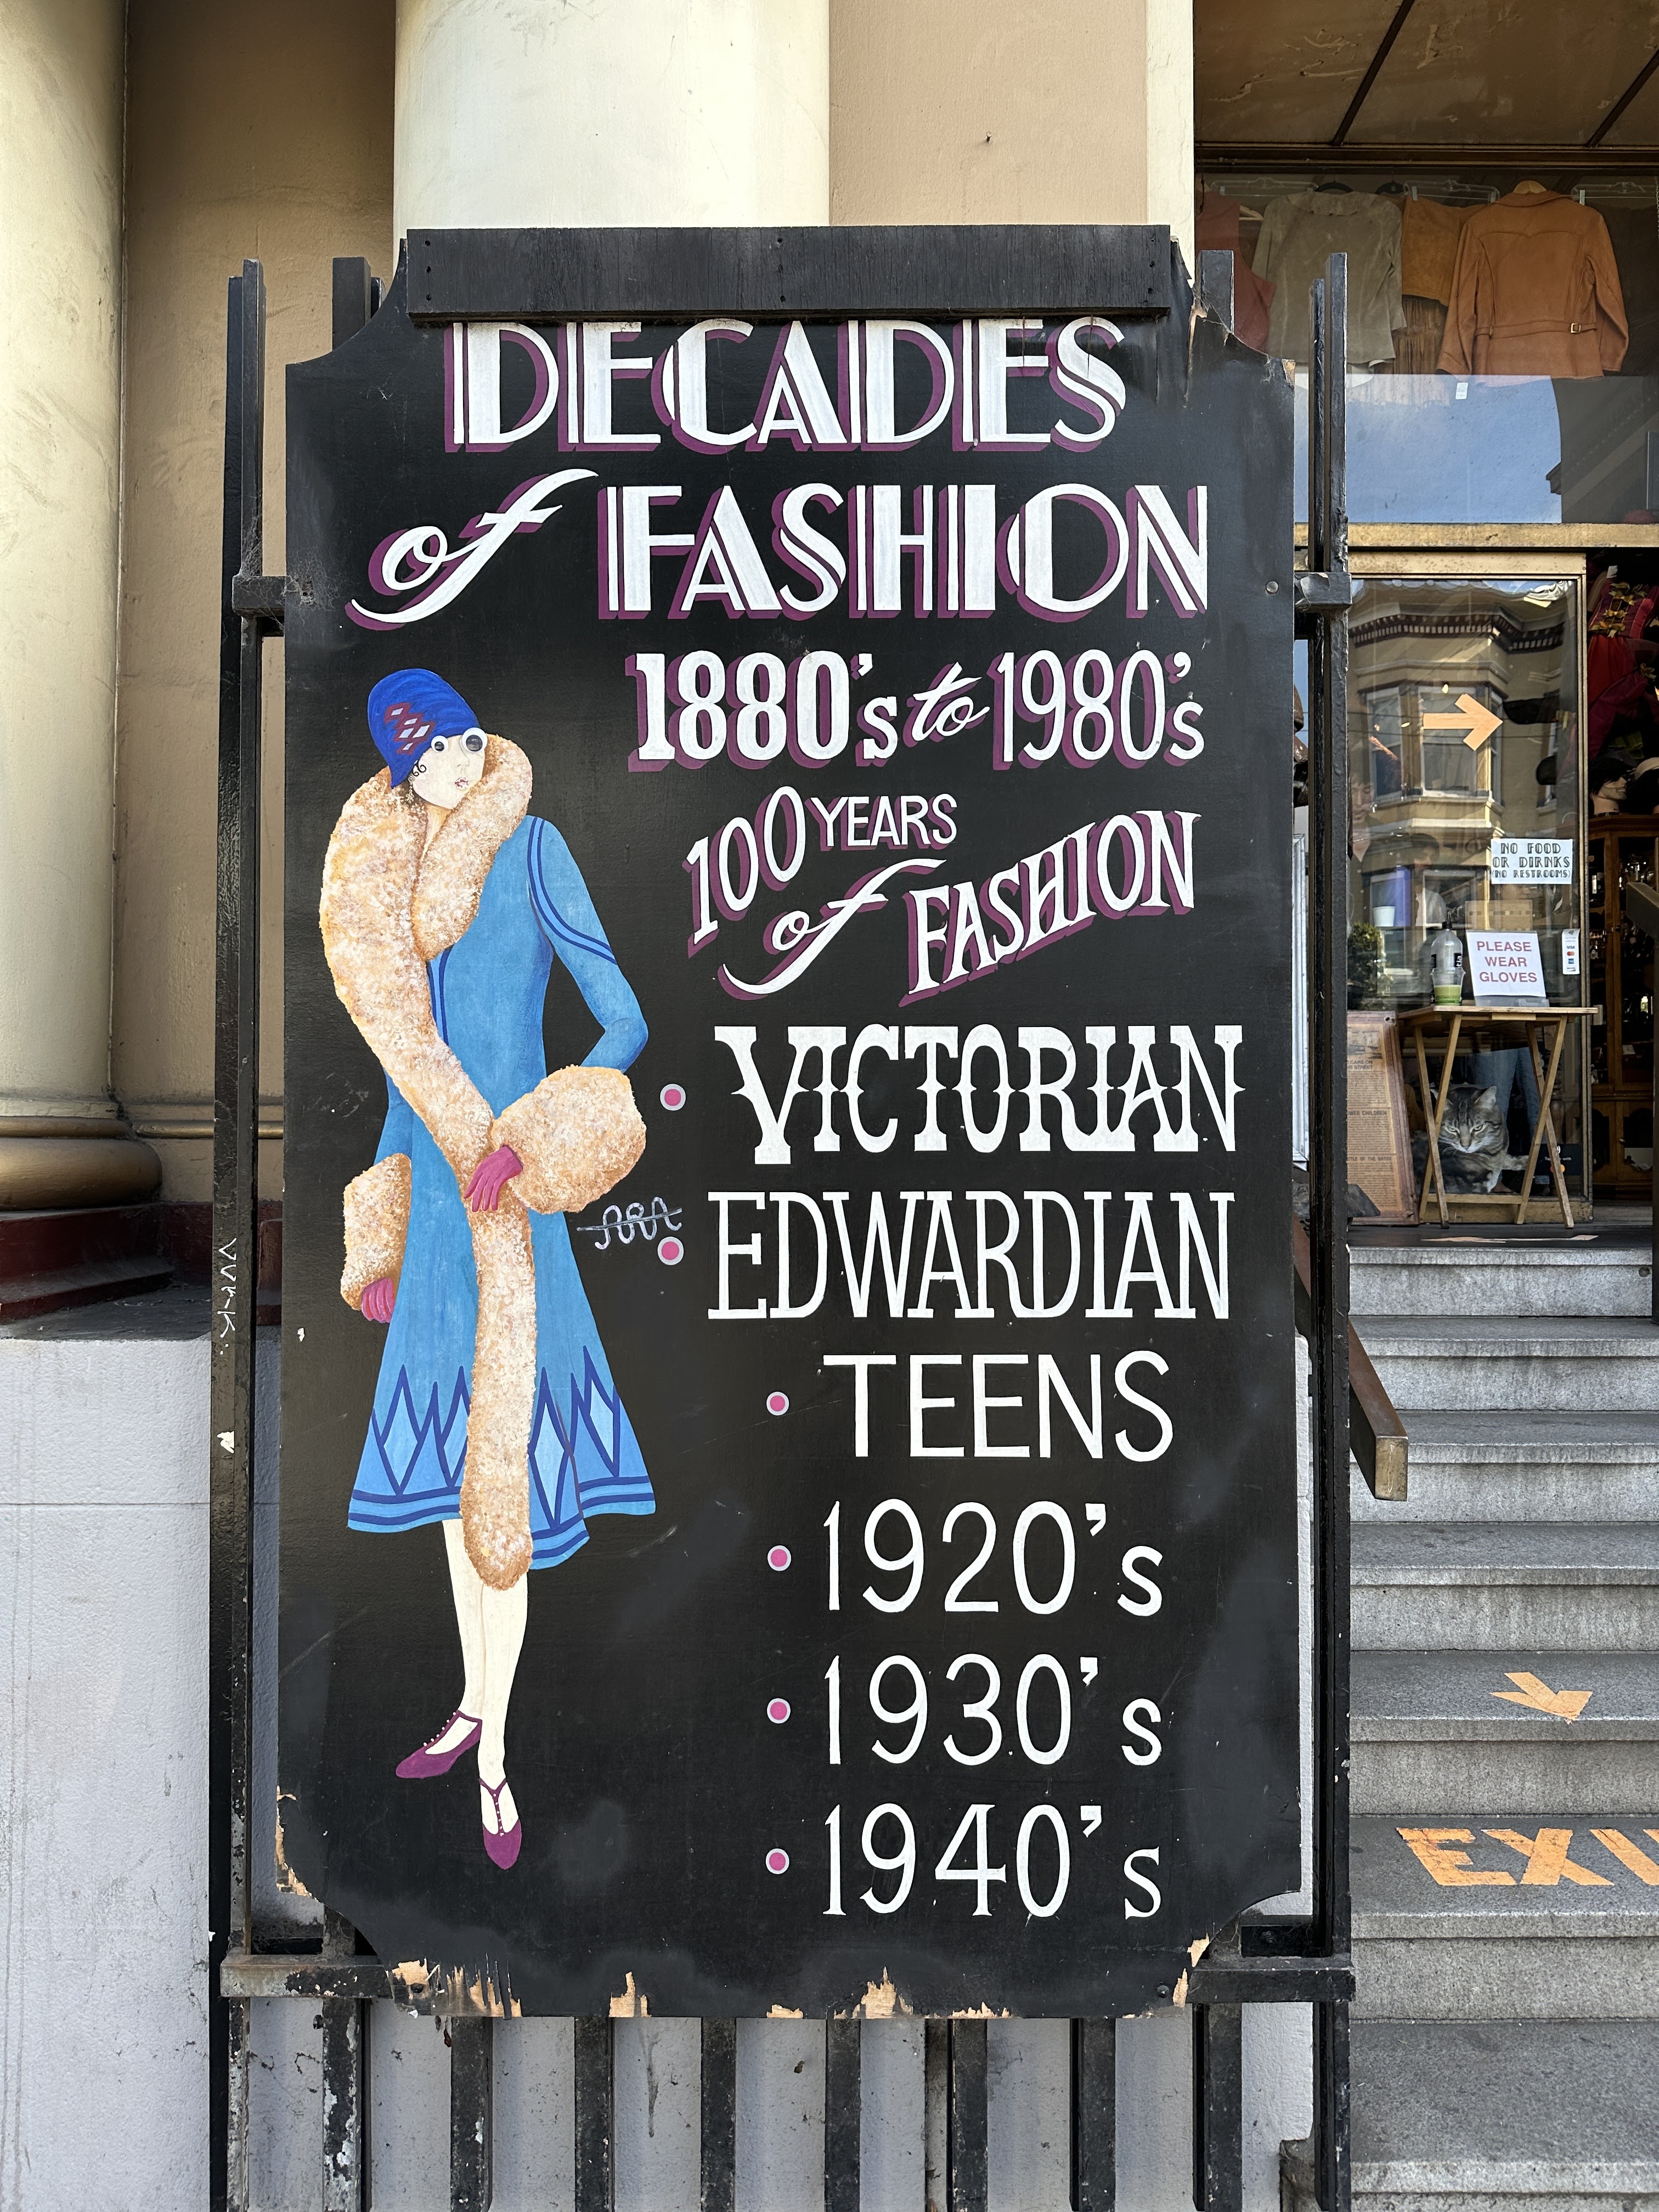 DECADES
of FASHION
1880's to 1980's
100 YEARS
of FASHION
VICTORIAN
EDWARDIAN
TEENS
1920's
1930's
1940's
NO FOOD
OR DIRNKS
(NO RESTROOMS)
PLEASE
WEAR
GLOVES
VISA